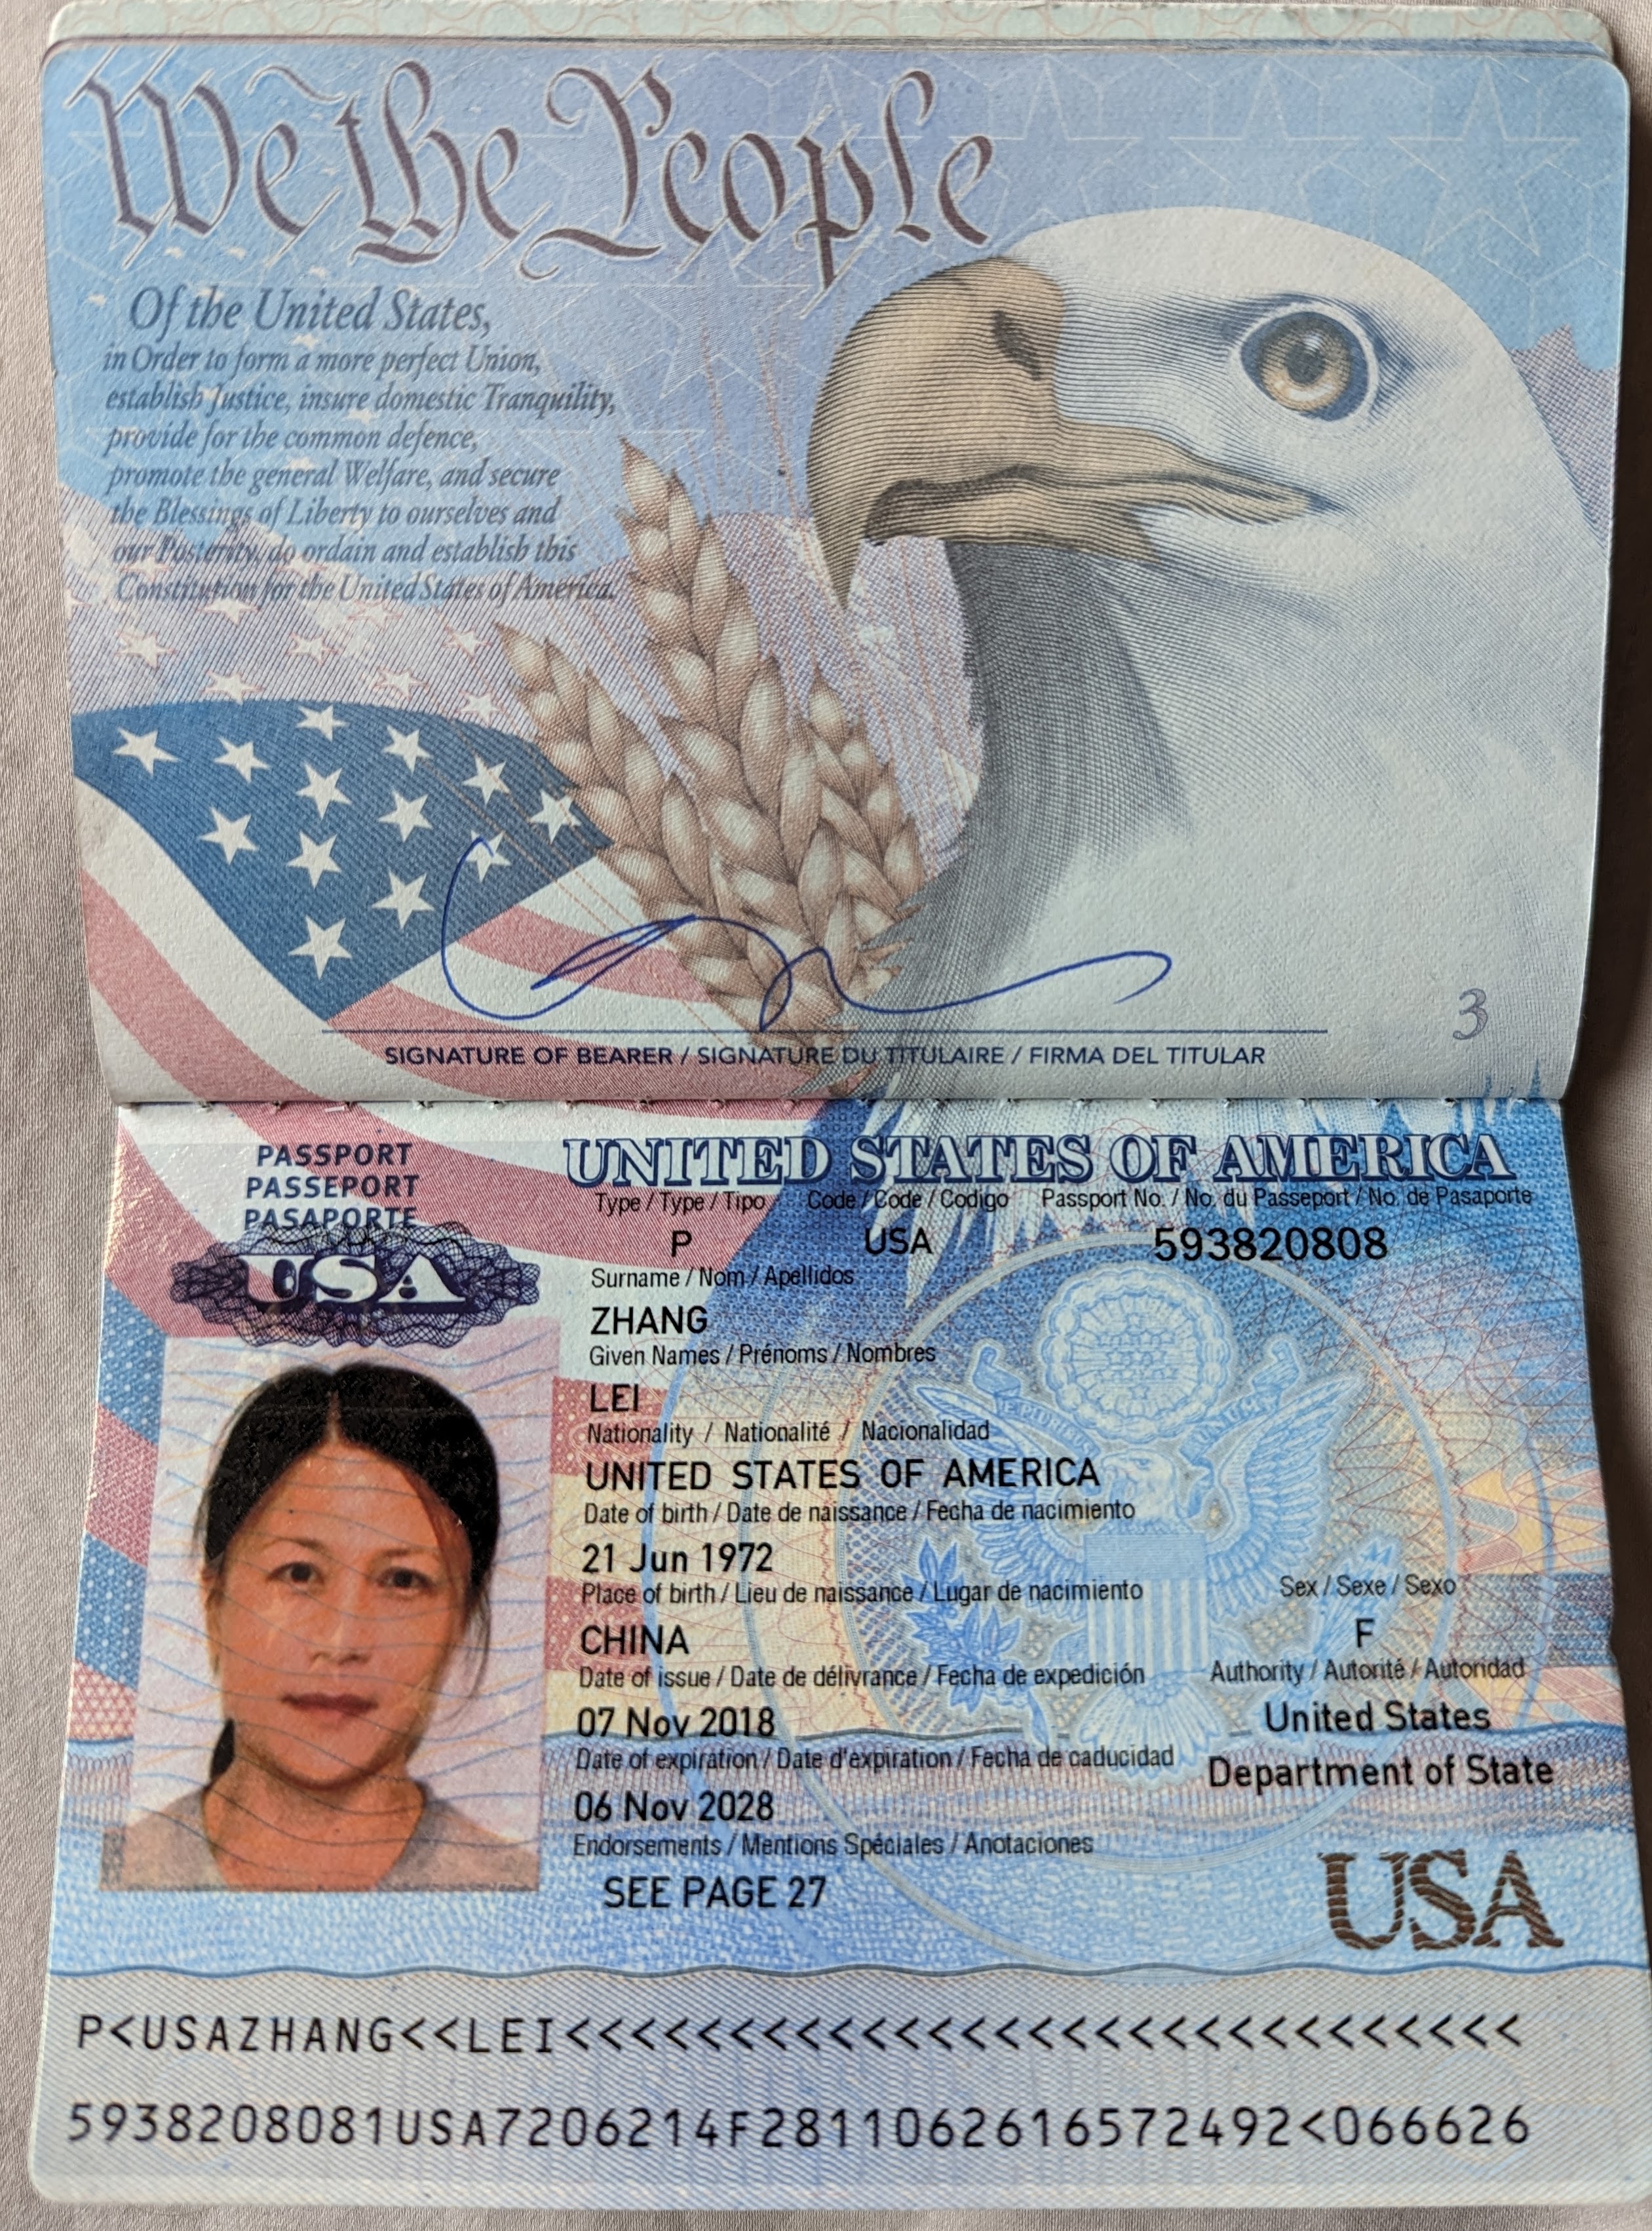 We the People
Of the United States,
in Order to form a more perfect Union,
establish Justice, insure domestic Tranquility,
provide for the common defence,
promote the general Welfare, and secure
the Blessings of Liberty to ourselves and
our Posterity, do ordain and establish this
Constitution for the United States of America.
3
SIGNATURE OF BEARER / SIGNATURE DU TITULAIRE / FIRMA DEL TITULAR
PASSPORT
PASSEPORT
PASAPORTE
USA
UNITED STATES OF AMERICA
Type / Type / Tipo Code / Code / Codigo Passport No. / No. du Passeport / No. de Pasaporte
P USA 593820808
Surname / Nom / Apellidos
ZHANG
Given Names / Prénoms / Nombres
LEI
Nationality / Nationalité / Nacionalidad
UNITED STATES OF AMERICA
Date of birth / Date de naissance / Fecha de nacimiento
21 Jun 1972
Place of birth / Lieu de naissance / Lugar de nacimiento Sex / Sexe / Sexo
CHINA F
Date of issue / Date de délivrance / Fecha de expedición Authority / Autorité / Autoridad
07 Nov 2018 United States
Date of expiration / Date d'expiration / Fecha de caducidad Department of State
06 Nov 2028
Endorsements / Mentions Spéciales / Anotaciones
SEE PAGE 27
USA
P<USAZHANG<<LEI<<<<<<<<<<<<<<<<<<<<<<<<<<<<<
5938208081USA7206214F2811062616572492<066626